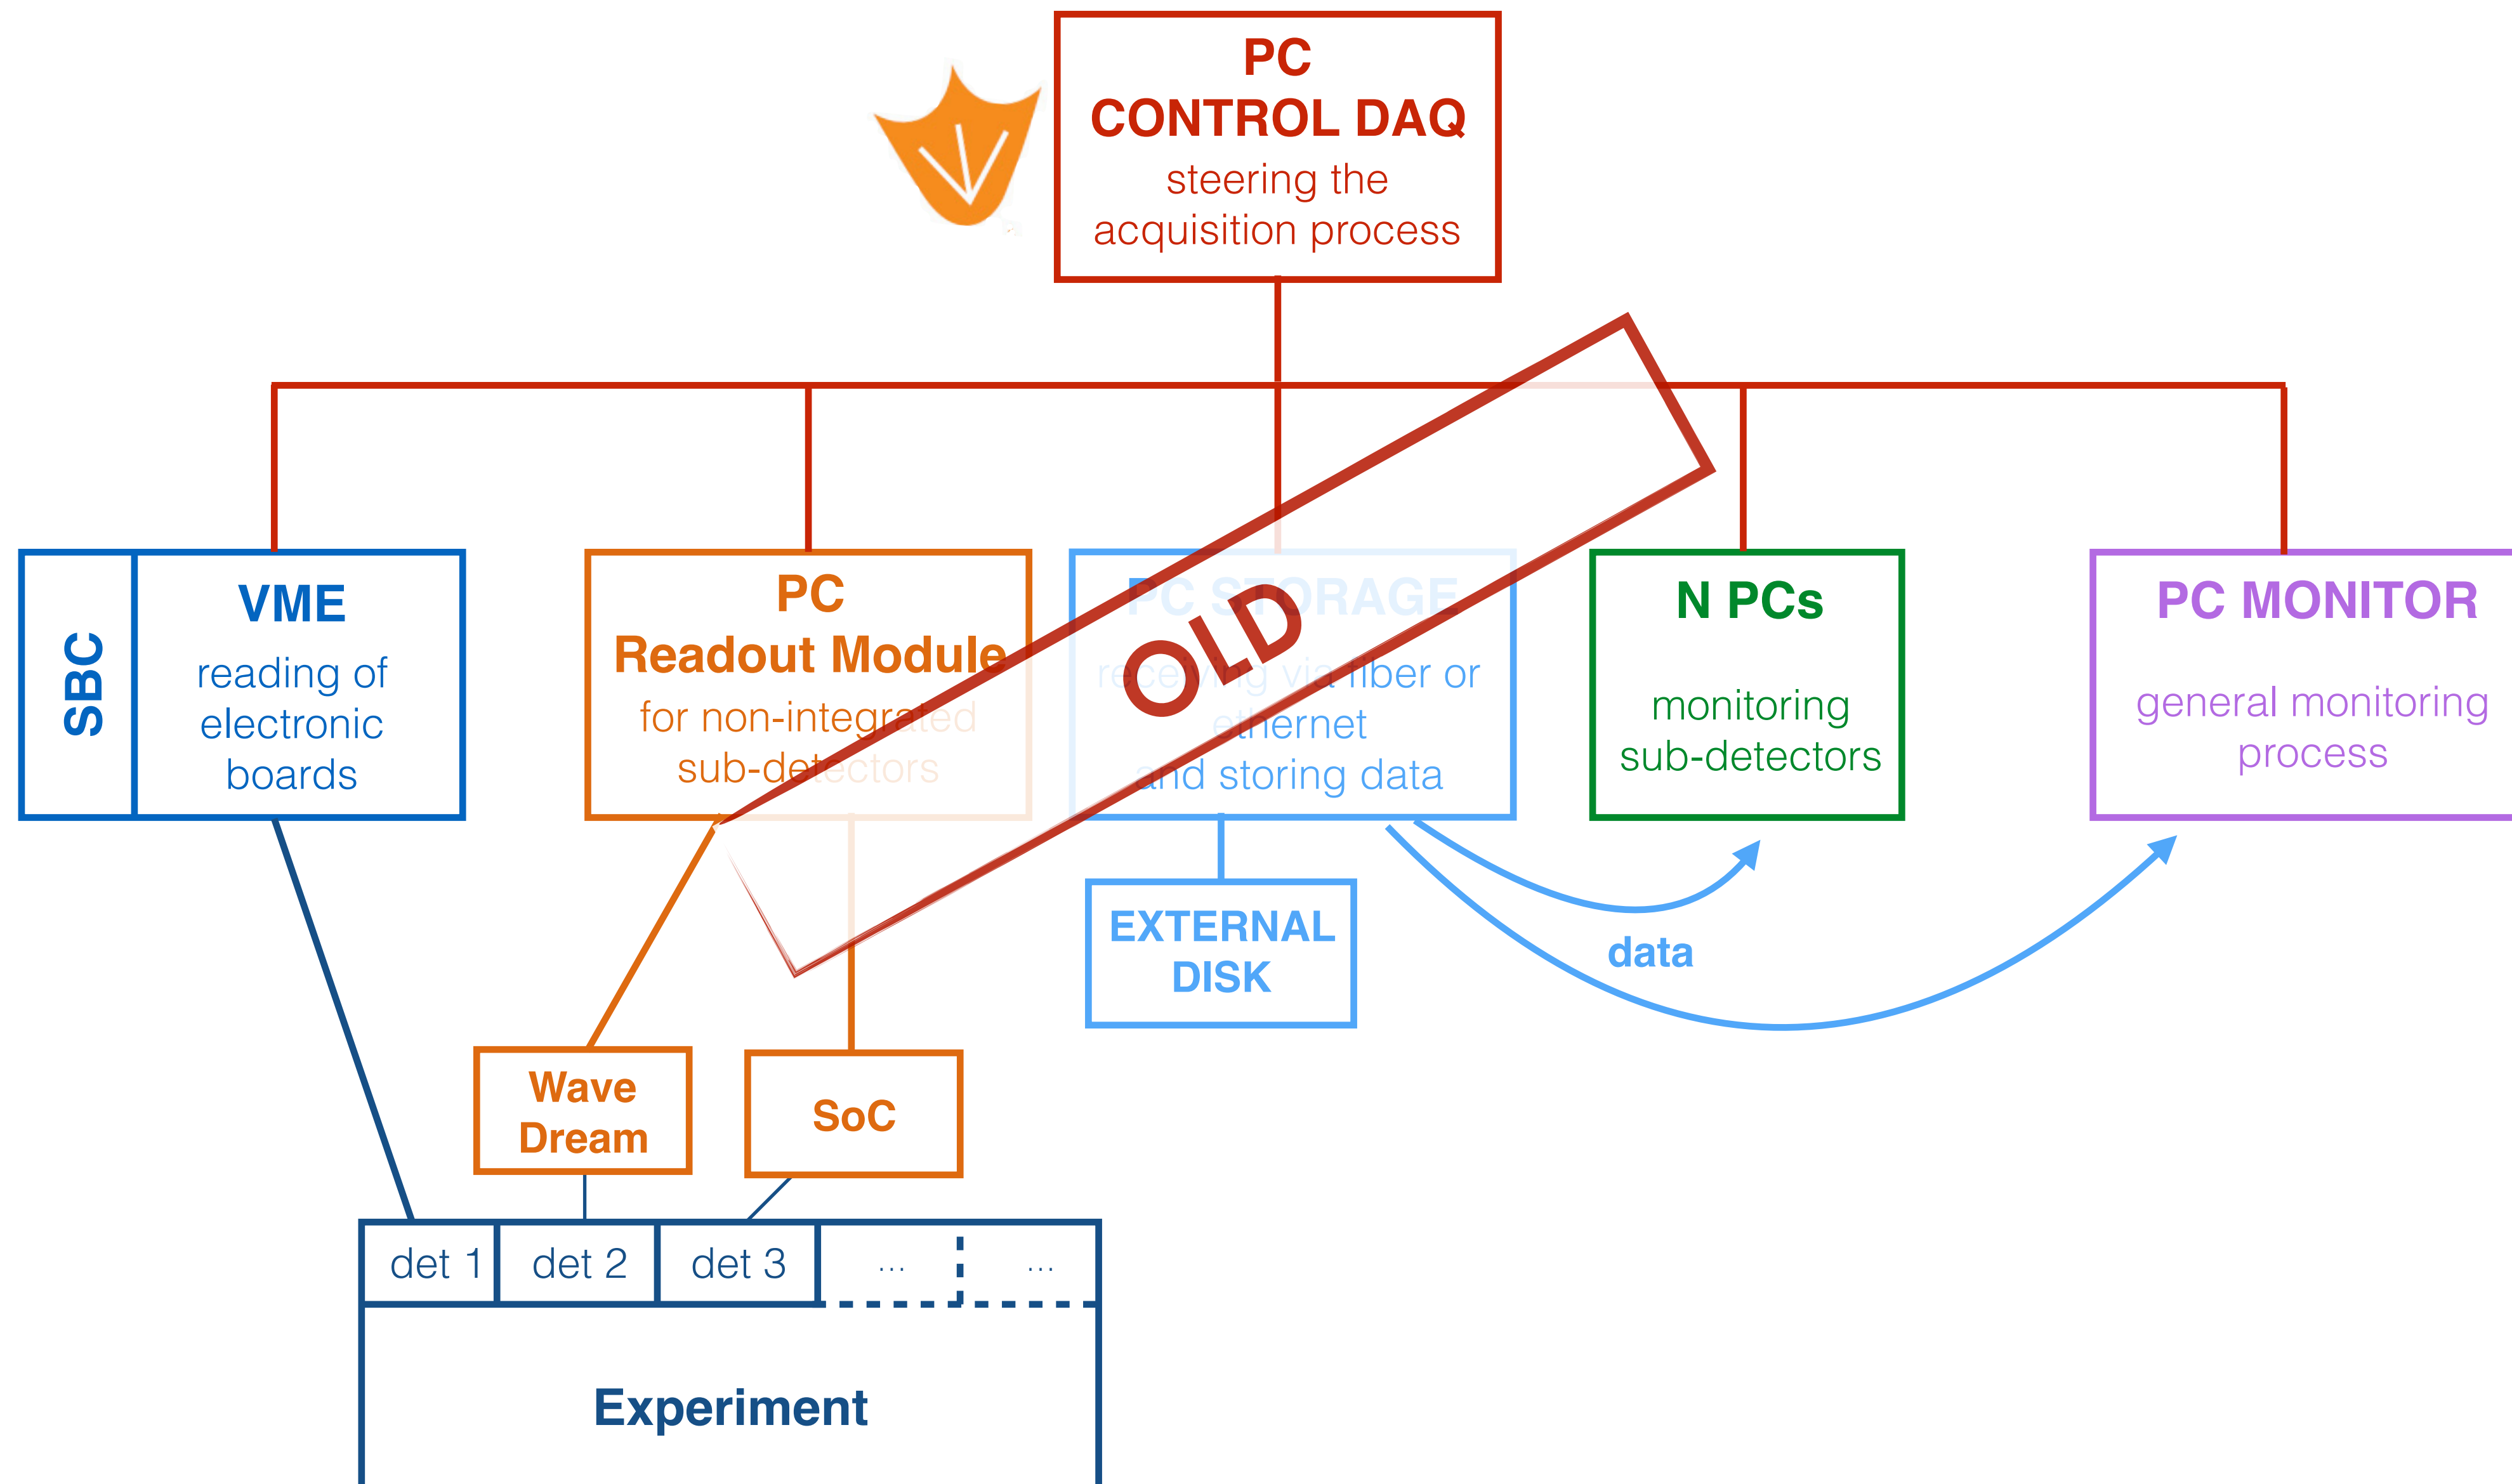 PC
CONTROL DAQ
steering the
acquisition process
SBC
VME
reading of
electronic
boards
PC
Readout Module
for non-integrated
sub-detectors
PC STORAGE
receiving via fiber or
ethernet
and storing data
OLD
N PCs
monitoring
sub-detectors
PC MONITOR
general monitoring
process
EXTERNAL
DISK
data
Wave
Dream
SoC
det 1
det 2
det 3
...
...
Experiment